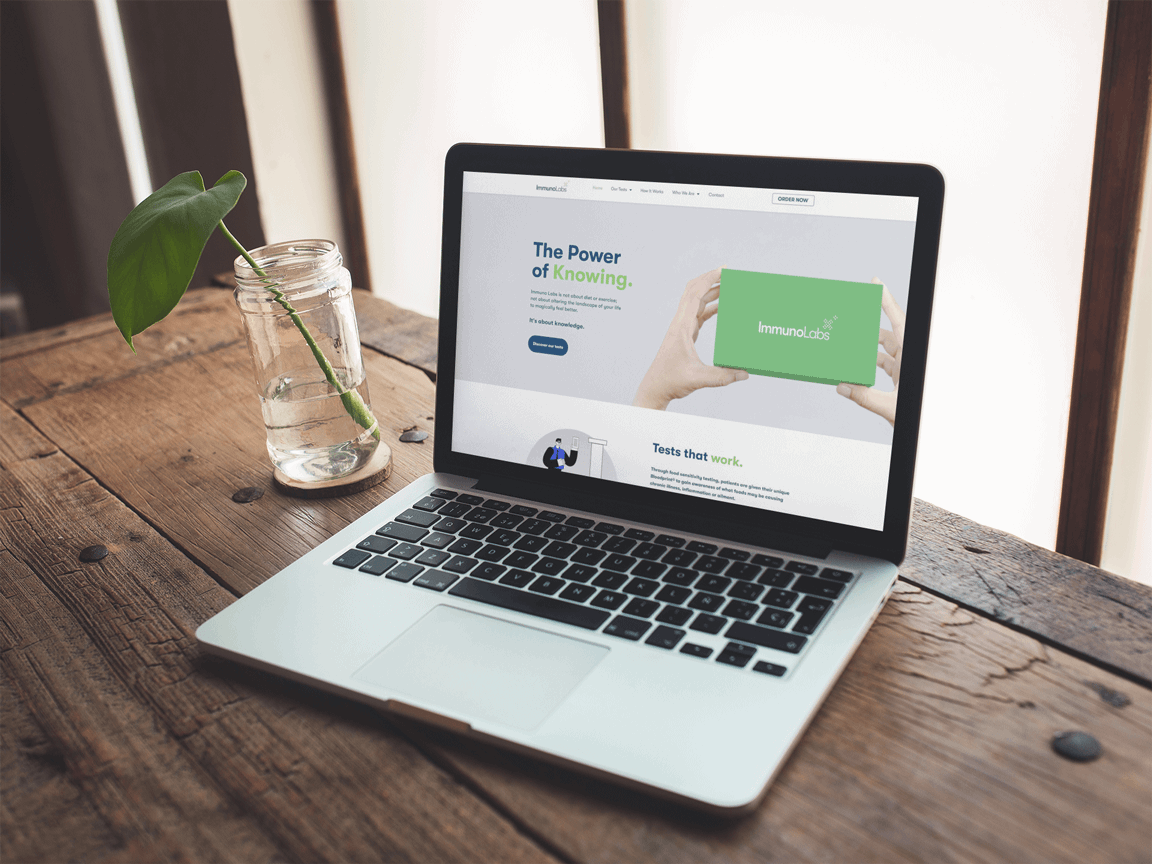 ImmunoLabs
Home Our Tests How It Works Who We Are Contact ORDER NOW
The Power
of Knowing.
Immuno Labs is not about diet or exercise;
not about altering the landscape of your life
to magically feel better.
It's about knowledge.
Discover our tests
ImmunoLabs
Tests that work.
Through food sensitivity testing, patients are given their unique
Bloodprint® to gain awareness of what foods may be causing
chronic illness, inflammation or ailment.